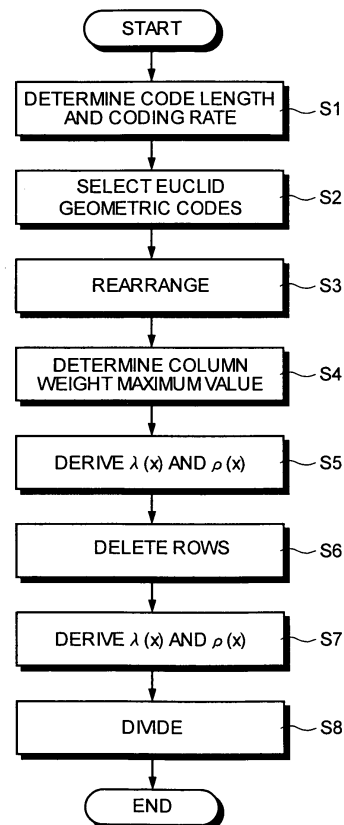 START
DETERMINE CODE LENGTH
AND CODING RATE
S1
SELECT EUCLID
GEOMETRIC CODES
S2
REARRANGE
S3
DETERMINE COLUMN
WEIGHT MAXIMUM VALUE
S4
DERIVE λ (x) AND ρ (x)
S5
DELETE ROWS
S6
DERIVE λ (x) AND ρ (x)
S7
DIVIDE
S8
END